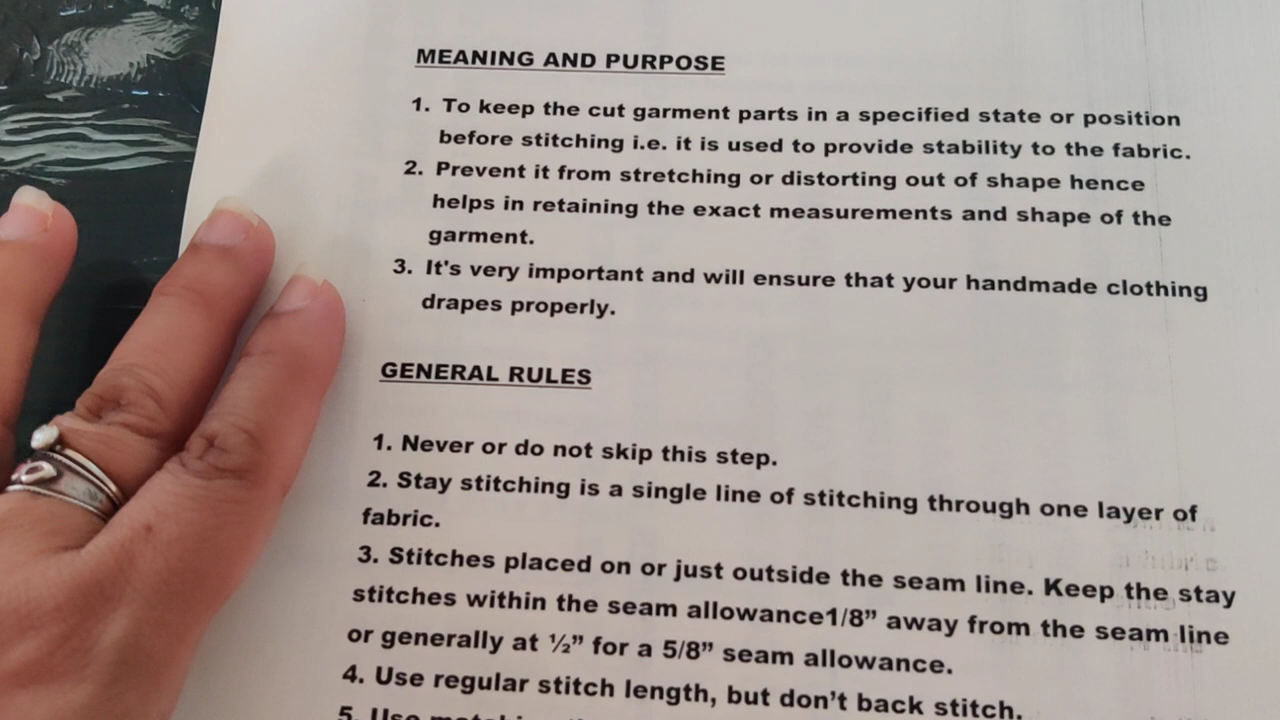 MEANING AND PURPOSE
1. To keep the cut garment parts in a specified state or position
before stitching i.e. it is used to provide stability to the fabric.
2. Prevent it from stretching or distorting out of shape hence
helps in retaining the exact measurements and shape of the
garment.
3. It's very important and will ensure that your handmade clothing
drapes properly.
GENERAL RULES
1. Never or do not skip this step.
2. Stay stitching is a single line of stitching through one layer of
fabric.
3. Stitches placed on or just outside the seam line. Keep the stay
stitches within the seam allowance1/8” away from the seam line
or generally at ½” for a 5/8” seam allowance.
4. Use regular stitch length, but don’t back stitch.
5. Use